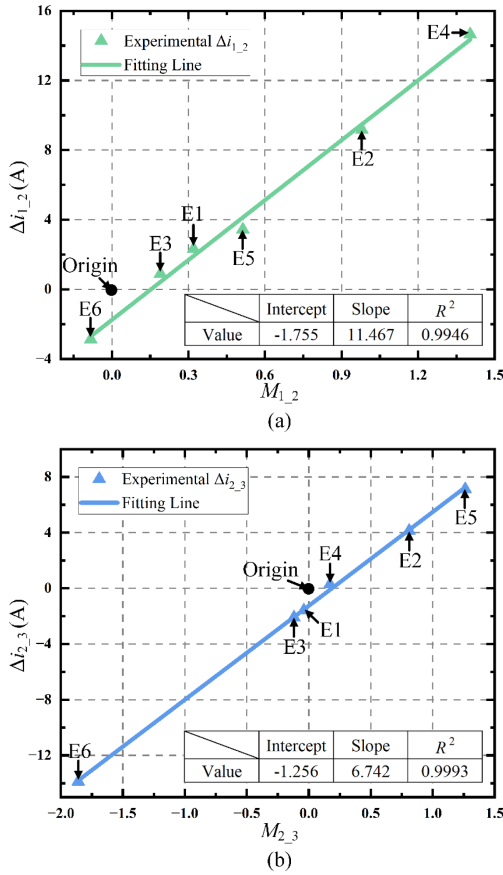 16
12
8
4
0
−4
Δi1_2 (A)
Experimental Δi1_2
Fitting Line
E4
E2
E1
E3
E5
Origin
E6
Intercept Slope R²
Value -1.755 11.467 0.9946
0.0 0.3 0.6 0.9 1.2 1.5
M1_2
(a)
8
4
0
−4
−8
−12
Δi2_3 (A)
Experimental Δi2_3
Fitting Line
E5
E2
E4
Origin
E1
E3
E6
Intercept Slope R²
Value -1.256 6.742 0.9993
−2.0 −1.5 −1.0 −0.5 0.0 0.5 1.0 1.5
M2_3
(b)